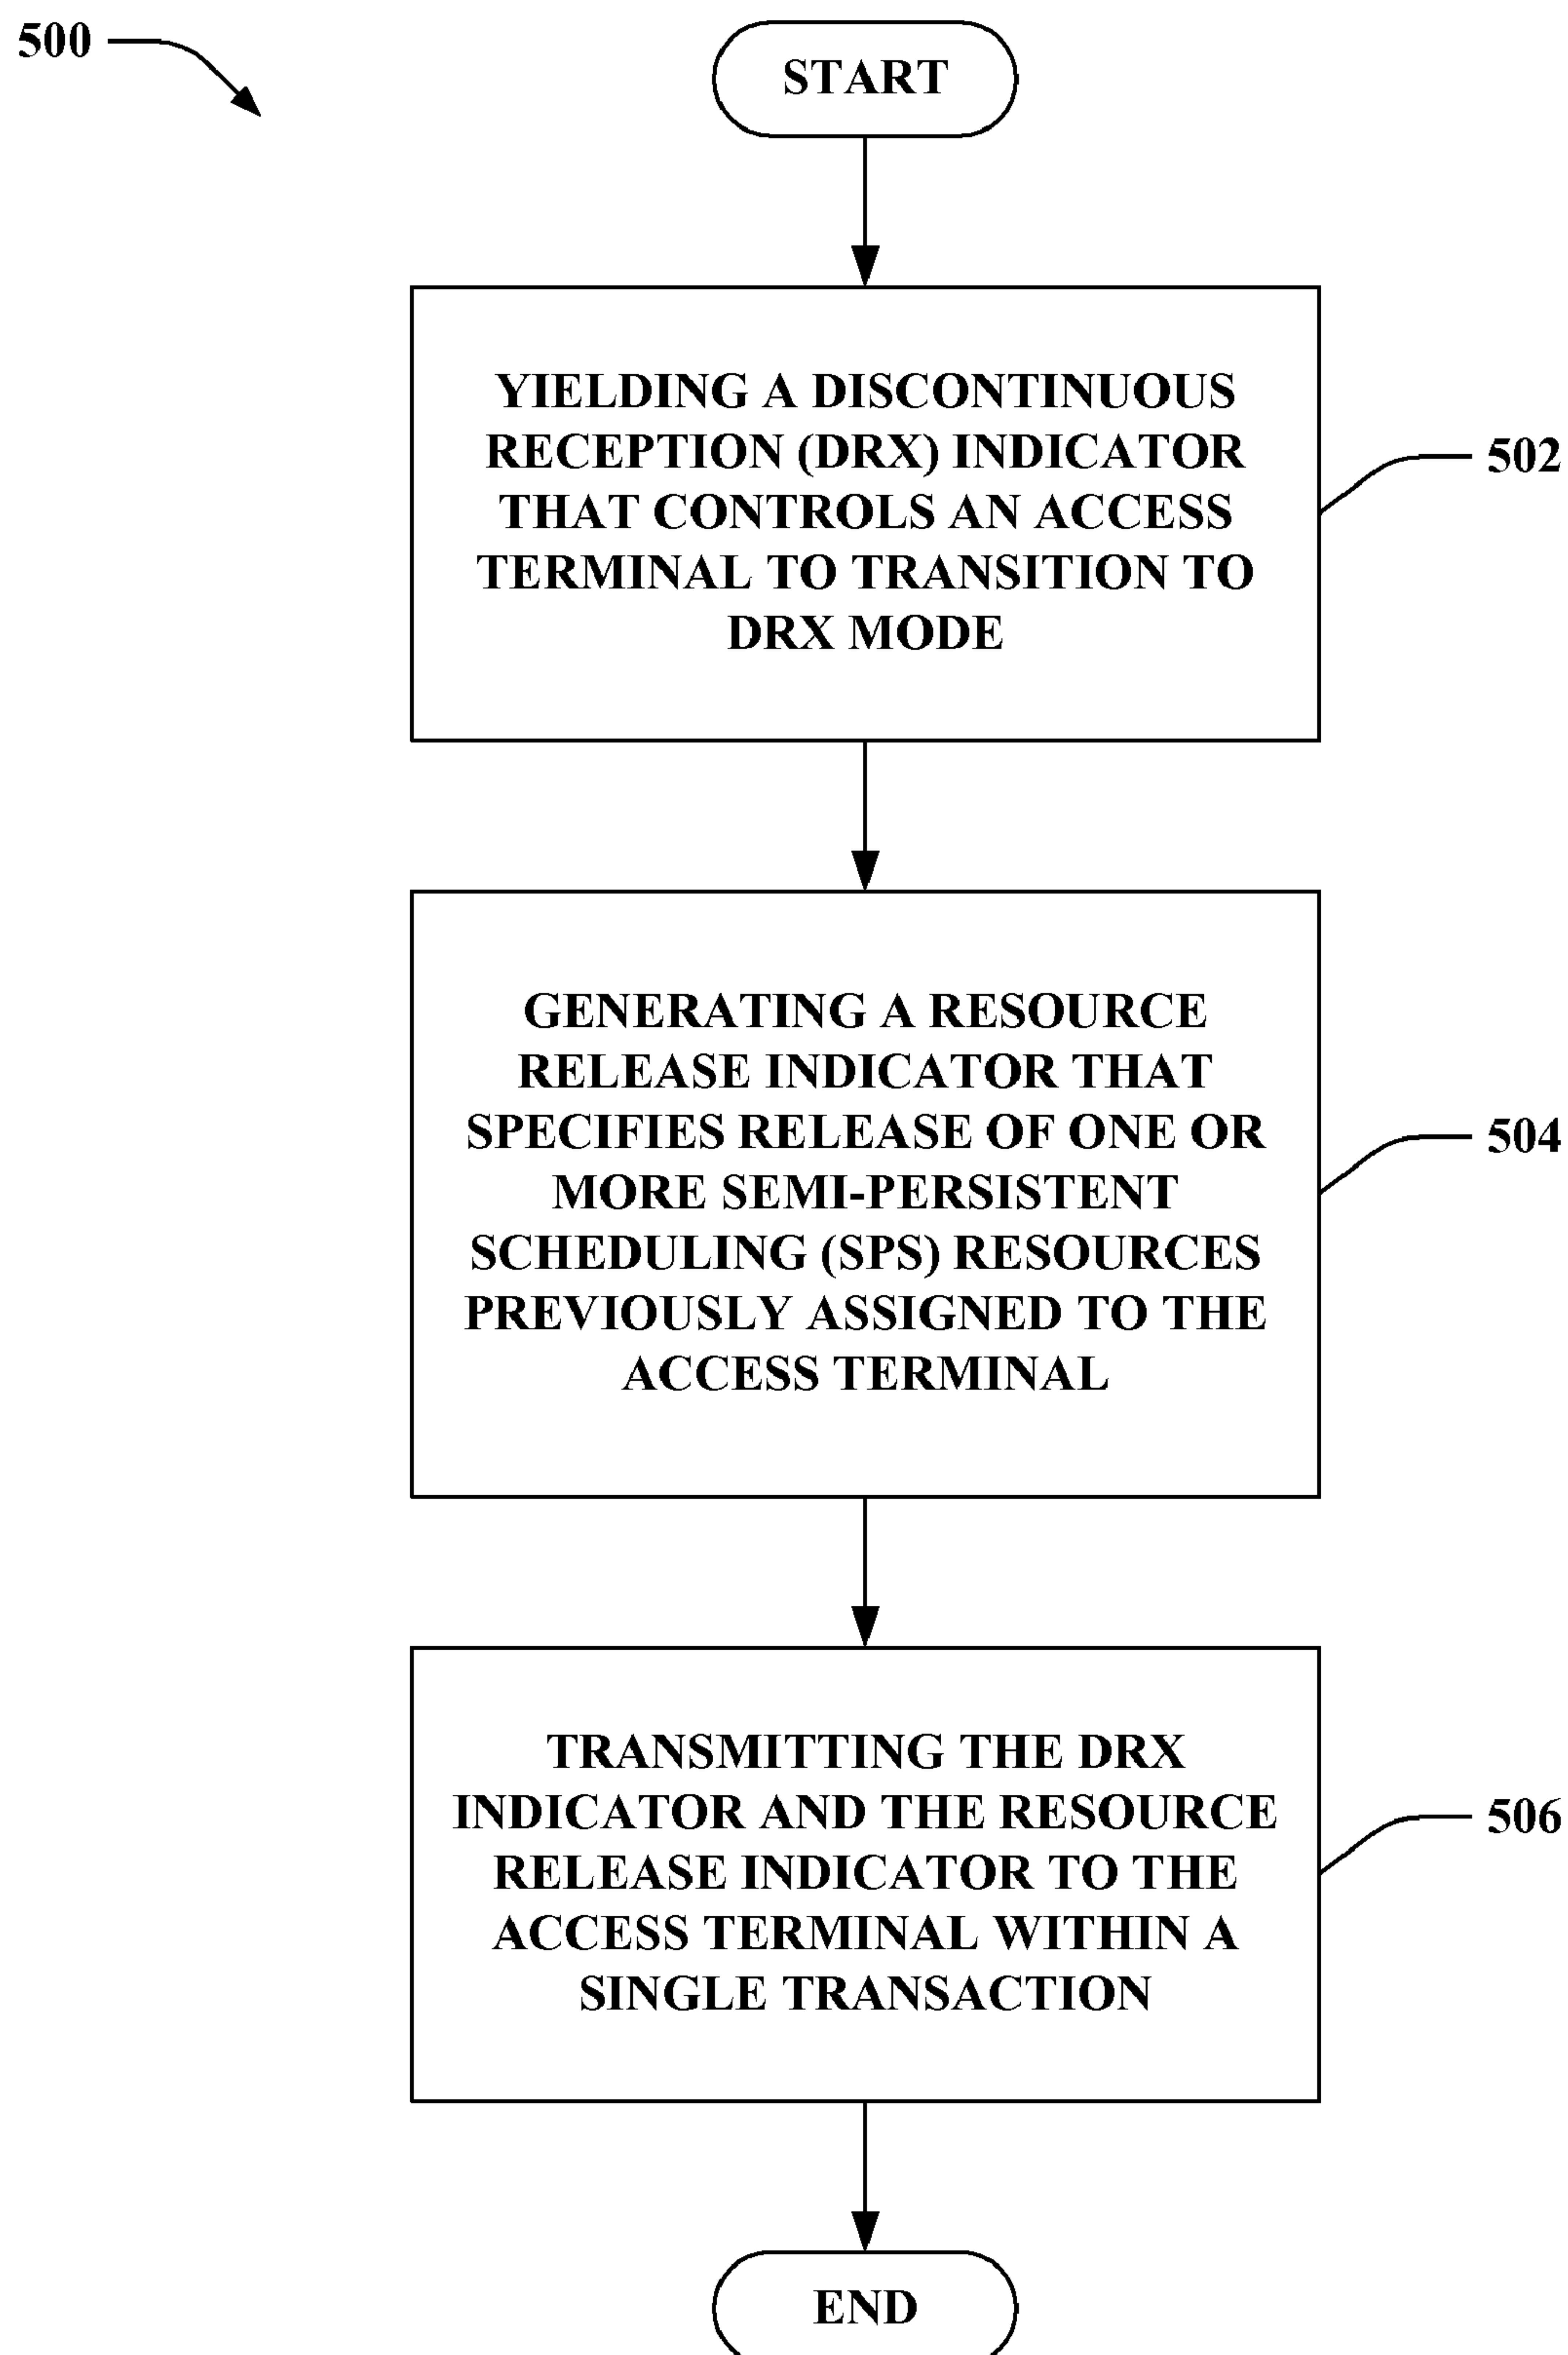 500
START
YIELDING A DISCONTINUOUS
RECEPTION (DRX) INDICATOR
THAT CONTROLS AN ACCESS
TERMINAL TO TRANSITION TO
DRX MODE
502
GENERATING A RESOURCE
RELEASE INDICATOR THAT
SPECIFIES RELEASE OF ONE OR
MORE SEMI-PERSISTENT
SCHEDULING (SPS) RESOURCES
PREVIOUSLY ASSIGNED TO THE
ACCESS TERMINAL
504
TRANSMITTING THE DRX
INDICATOR AND THE RESOURCE
RELEASE INDICATOR TO THE
ACCESS TERMINAL WITHIN A
SINGLE TRANSACTION
506
END